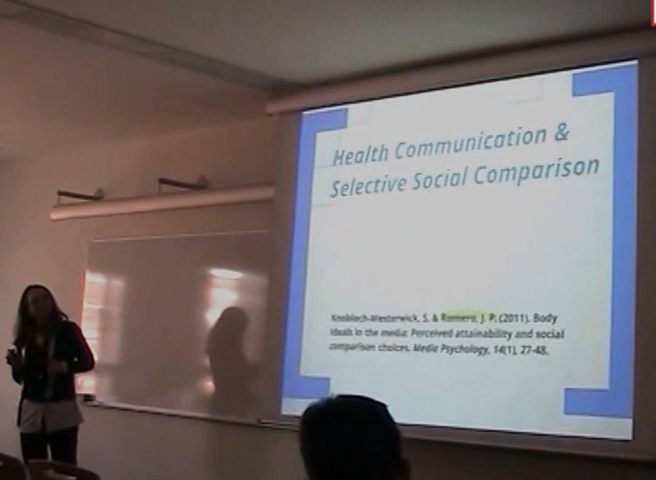 Health Communication &
Selective Social Comparison
Knobloch-Westerwick, S. & Romero, J. P. (2011). Body
ideals in the media: Perceived attainability and social
comparison choices. Media Psychology, 14(1), 27-48.